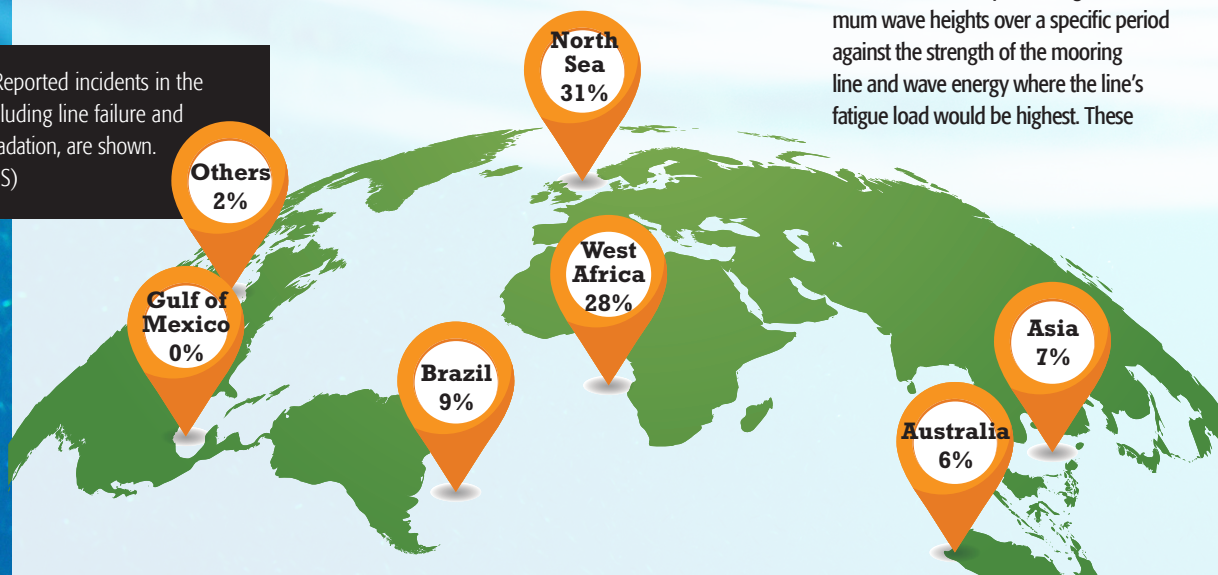 mum wave heights over a specific period
against the strength of the mooring
line and wave energy where the line's
fatigue load would be highest. These
Reported incidents in the
luding line failure and
adation, are shown.
S)
North
Sea
31%
Others
2%
West
Africa
28%
Gulf of
Mexico
0%
Asia
7%
Brazil
9%
Australia
6%